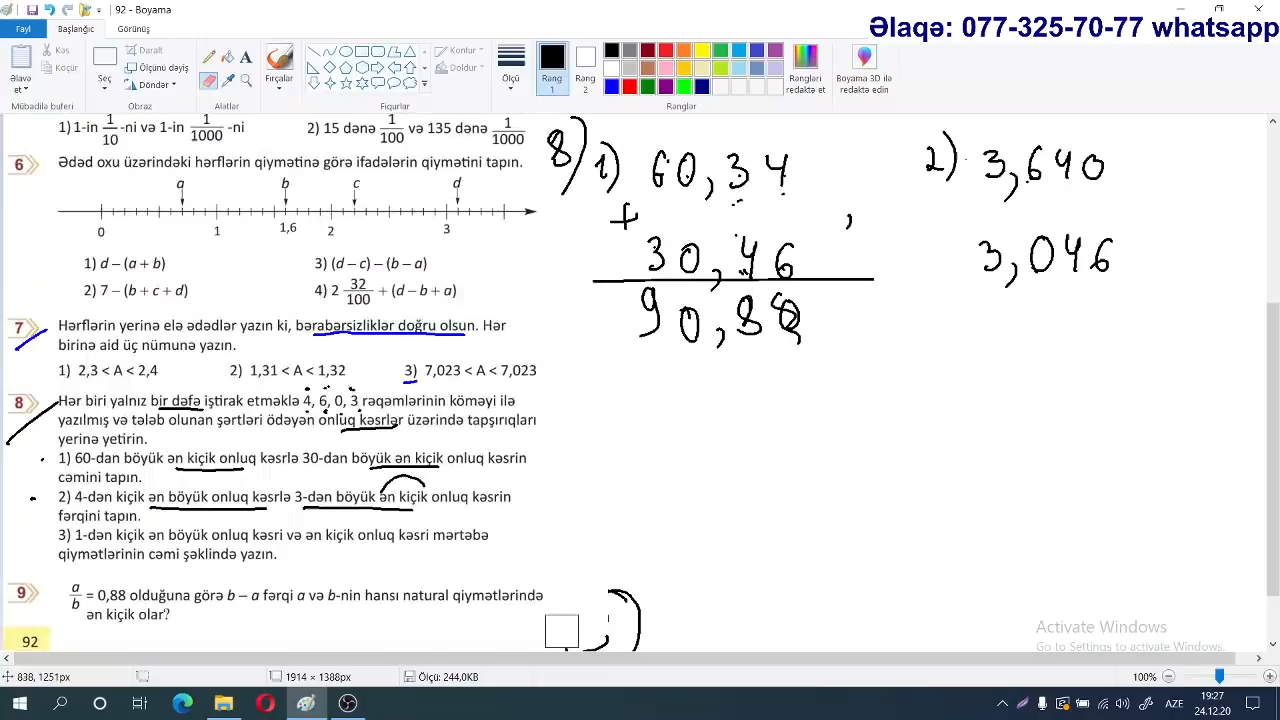 92 - Boyama
Əlaqə: 077-325-70-77 whatsapp
Fayl
Başlanğıc
Görünüş
Əlavə et
Kəs
Koçür
Mübadilə buferi
Seç
Daralt
Ölçünü dəyiş
Döndər
Obraz
Alətlər
Fırçalar
Kontur
Doldur
Fiqurlar
Ölçü
Rəng 1
Rəng 2
Rəngləri redaktə et
Rənglər
Boyama 3D ilə redaktə edin
1) 1-in 1/10 -ni və 1-in 1/1000 -ni
2) 15 dənə 1/100 və 135 dənə 1/1000
6 Ədəd oxu üzərindəki hərflərin qiymətinə görə ifadələrin qiymətini tapın.
a b c d
0 1 1,6 2 3
1) d – (a + b)
3) (d – c) – (b – a)
2) 7 – (b + c + d)
4) 2 32/100 + (d – b + a)
7 Hərflərin yerinə elə ədədlər yazın ki, bərabərsizliklər doğru olsun. Hər
birinə aid üç nümunə yazın.
1) 2,3 < A < 2,4
2) 1,31 < A < 1,32
3) 7,023 < A < 7,023
8 Hər biri yalnız bir dəfə iştirak etməklə 4, 6, 0, 3 rəqəmlərinin köməyi ilə
yazılmış və tələb olunan şərtləri ödəyən onluq kəsrlər üzərində tapşırıqları
yerinə yetirin.
1) 60-dan böyük ən kiçik onluq kəsrlə 30-dan böyük ən kiçik onluq kəsrin
cəmini tapın.
2) 4-dən kiçik ən böyük onluq kəsrlə 3-dən böyük ən kiçik onluq kəsrin
fərqini tapın.
3) 1-dən kiçik ən böyük onluq kəsri və ən kiçik onluq kəsri mərtəbə
qiymətlərinin cəmi şəklində yazın.
9 a/b = 0,88 olduğuna görə b – a fərqi a və b-nin hansı natural qiymətlərində
ən kiçik olar?
92
8) 1) 60,34
+
30,46
2) 3,640
3,046
Activate Windows
Go to Settings to activate Windows.
838, 1251px
1914 × 1388px
Ölçü: 244,0KB
100%
AZE
19:27
24.12.20